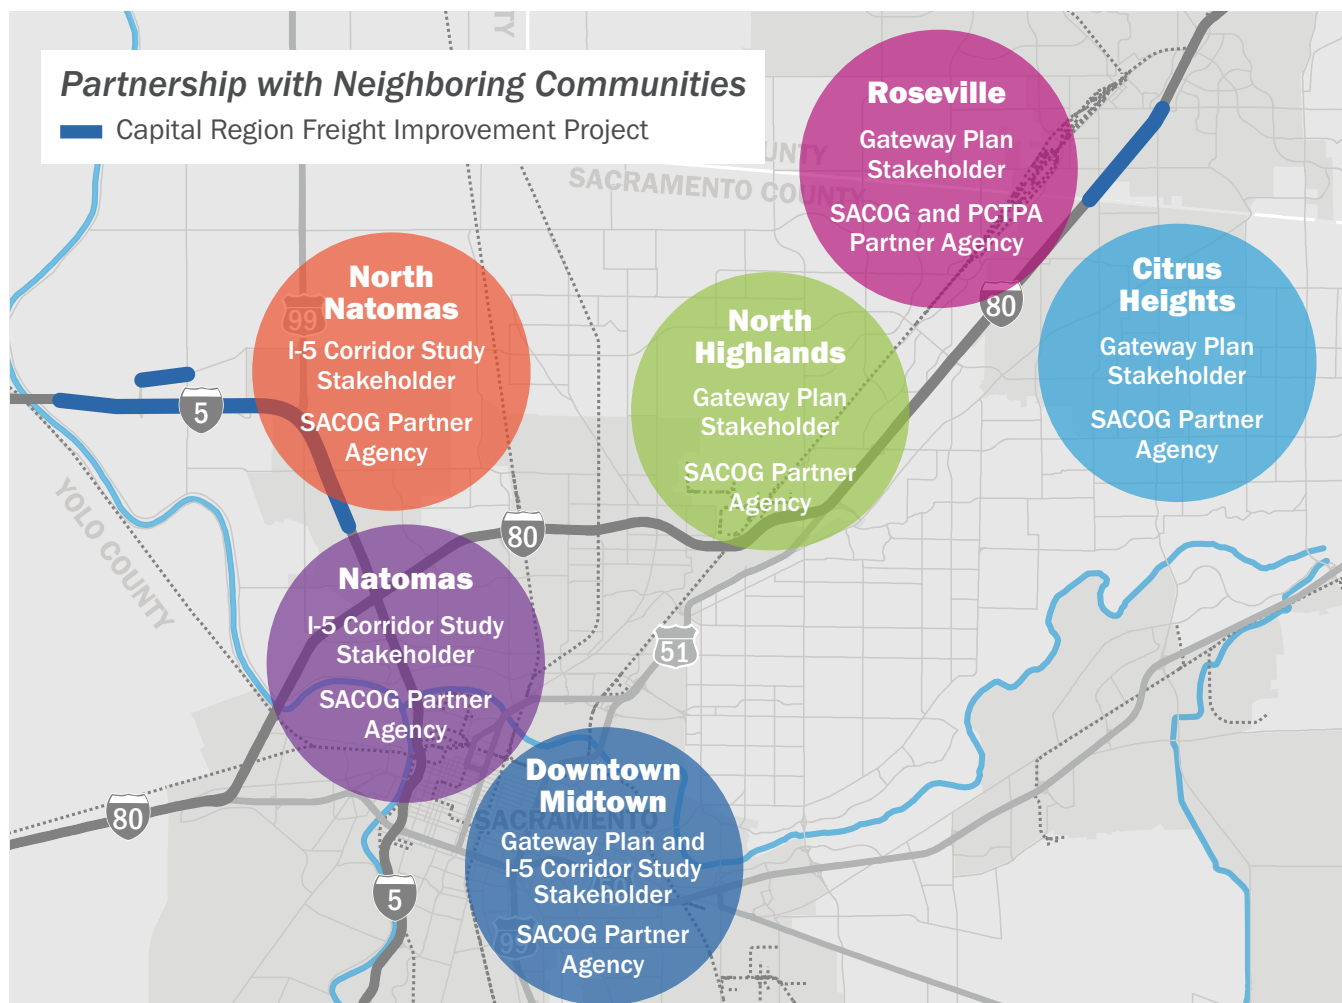 Partnership with Neighboring Communities
Capital Region Freight Improvement Project
TY
UNTY
SACRAMENTO COUNTY
Roseville
Gateway Plan
Stakeholder
SACOG and PCTPA
Partner Agency
80
Citrus
Heights
Gateway Plan
Stakeholder
SACOG Partner
Agency
North
Natomas
99
I-5 Corridor Study
Stakeholder
SACOG Partner
Agency
5
North
Highlands
Gateway Plan
Stakeholder
SACOG Partner
Agency
YOLO COUNTY
80
Natomas
I-5 Corridor Study
Stakeholder
SACOG Partner
Agency
51
80
5
Downtown
Midtown
SACRAMENTO
Gateway Plan and
I-5 Corridor Study
Stakeholder
SACOG Partner
Agency
99